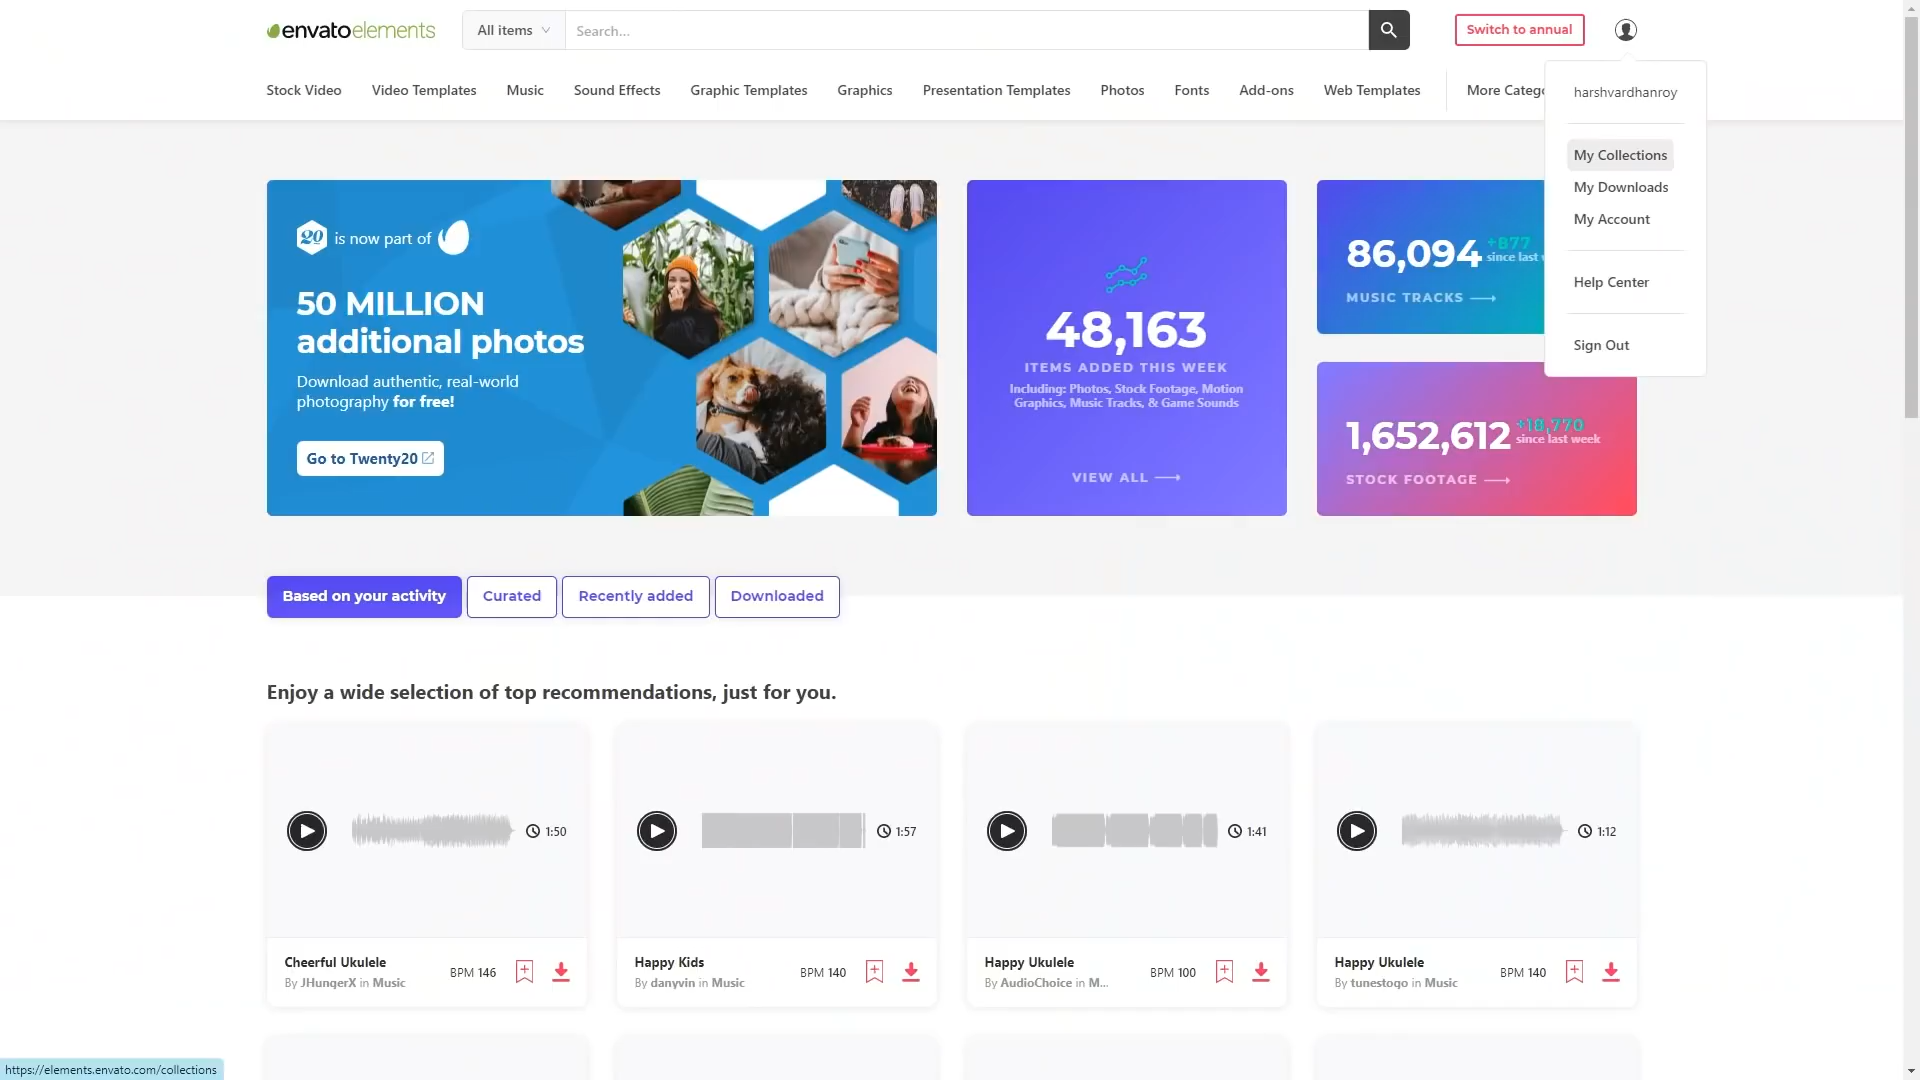 envatoelements
All items
Search...
Switch to annual
Stock Video
Video Templates
Music
Sound Effects
Graphic Templates
Graphics
Presentation Templates
Photos
Fonts
Add-ons
Web Templates
More Catego
harshvardhanroy
My Collections
My Downloads
My Account
Help Center
Sign Out
20 is now part of
50 MILLION
additional photos
Download authentic, real-world
photography for free!
Go to Twenty20
48,163
ITEMS ADDED THIS WEEK
Including: Photos, Stock Footage, Motion
Graphics, Music Tracks, & Game Sounds
VIEW ALL
86,094
+877
since last
MUSIC TRACKS
1,652,612
+18,770
since last week
STOCK FOOTAGE
Based on your activity
Curated
Recently added
Downloaded
Enjoy a wide selection of top recommendations, just for you.
1:50
1:57
1:41
1:12
Cheerful Ukulele
By JHungerX in Music
BPM 146
Happy Kids
By danyvin in Music
BPM 140
Happy Ukulele
By AudioChoice in M...
BPM 100
Happy Ukulele
By tunestogo in Music
BPM 140
https://elements.envato.com/collections